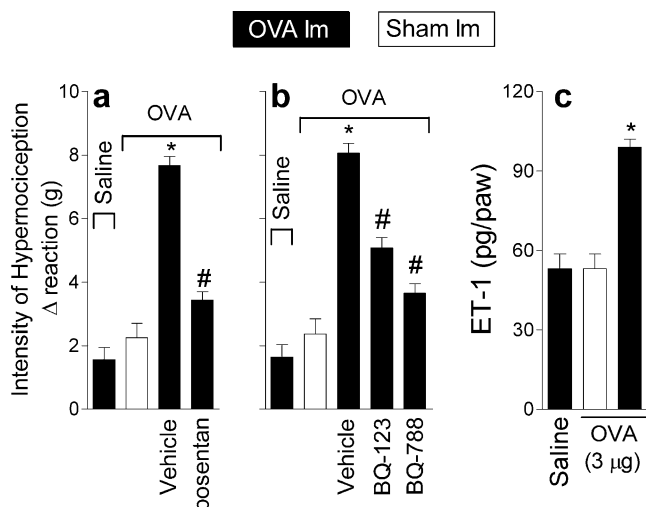 OVA Im
Sham Im
a
OVA
*
Saline
#
10
8
6
4
2
0
Intensity of Hypernociception
Δ reaction (g)
Vehicle
osentan
b
OVA
*
Saline
#
#
Vehicle
BQ-123
BQ-788
c
*
120
90
60
30
0
ET-1 (pg/paw)
Saline
OVA
(3 μg)